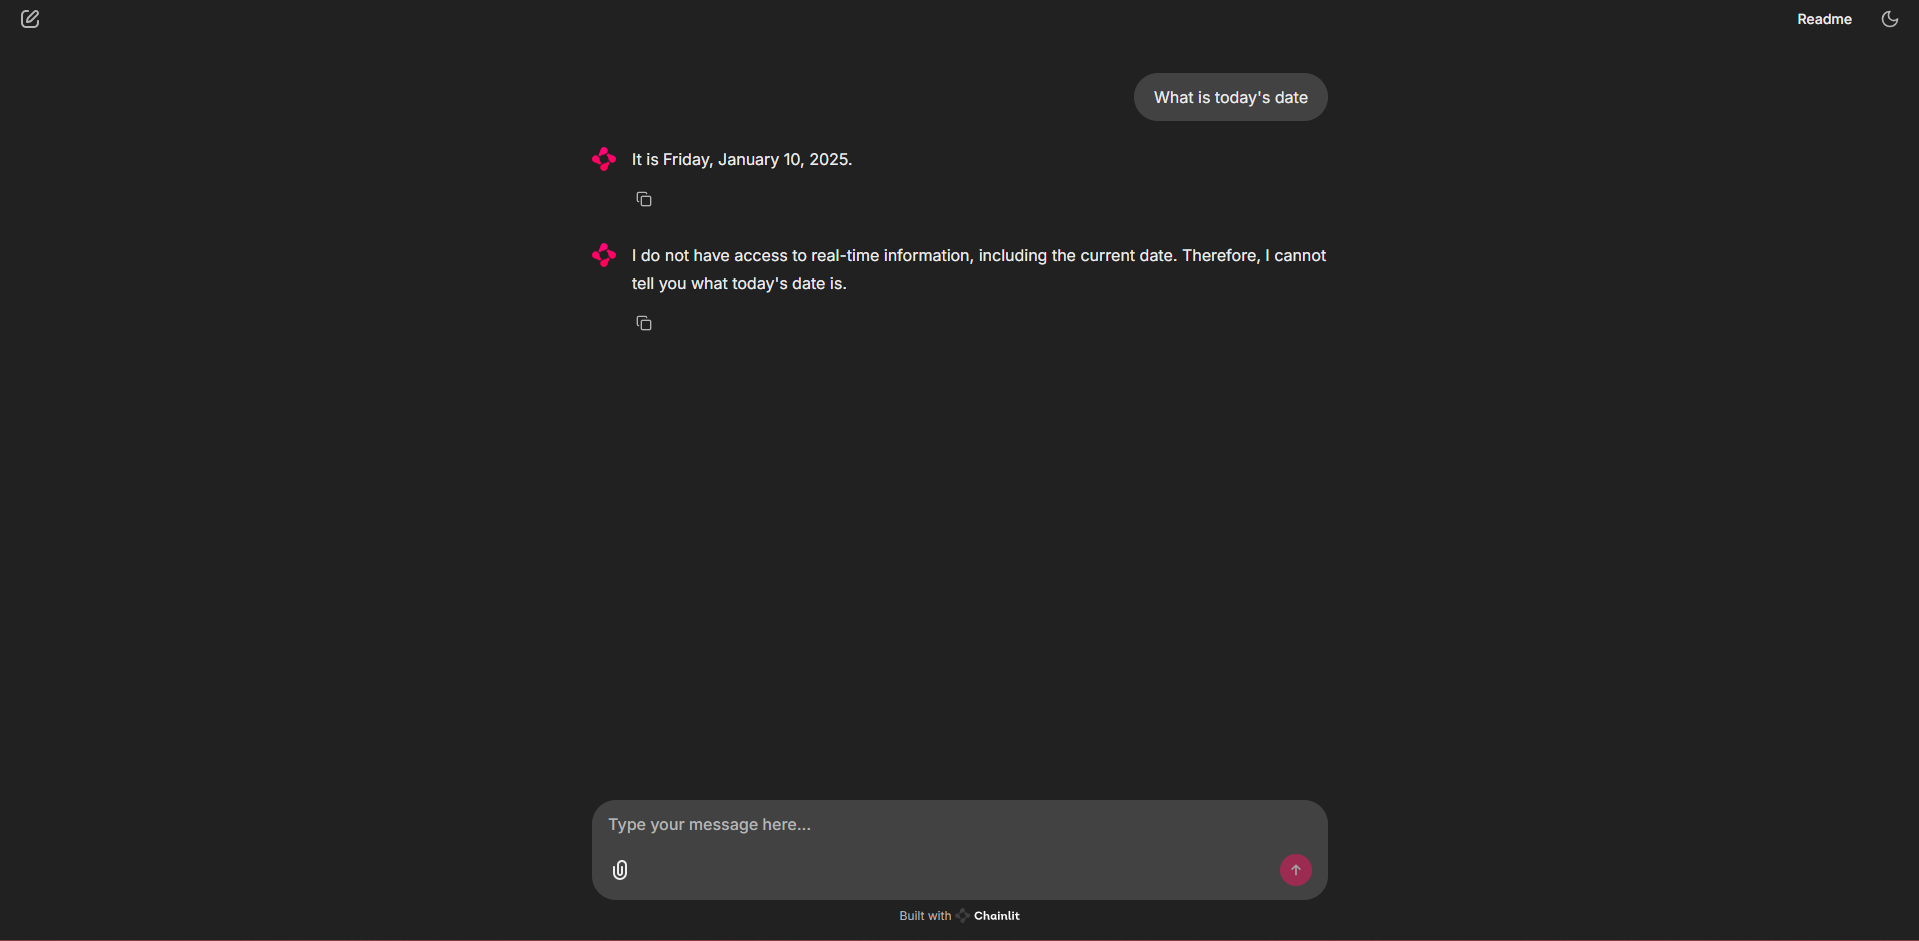 Readme
What is today's date
It is Friday, January 10, 2025.
I do not have access to real-time information, including the current date. Therefore, I cannot
tell you what today's date is.
Type your message here...
Built with Chainlit